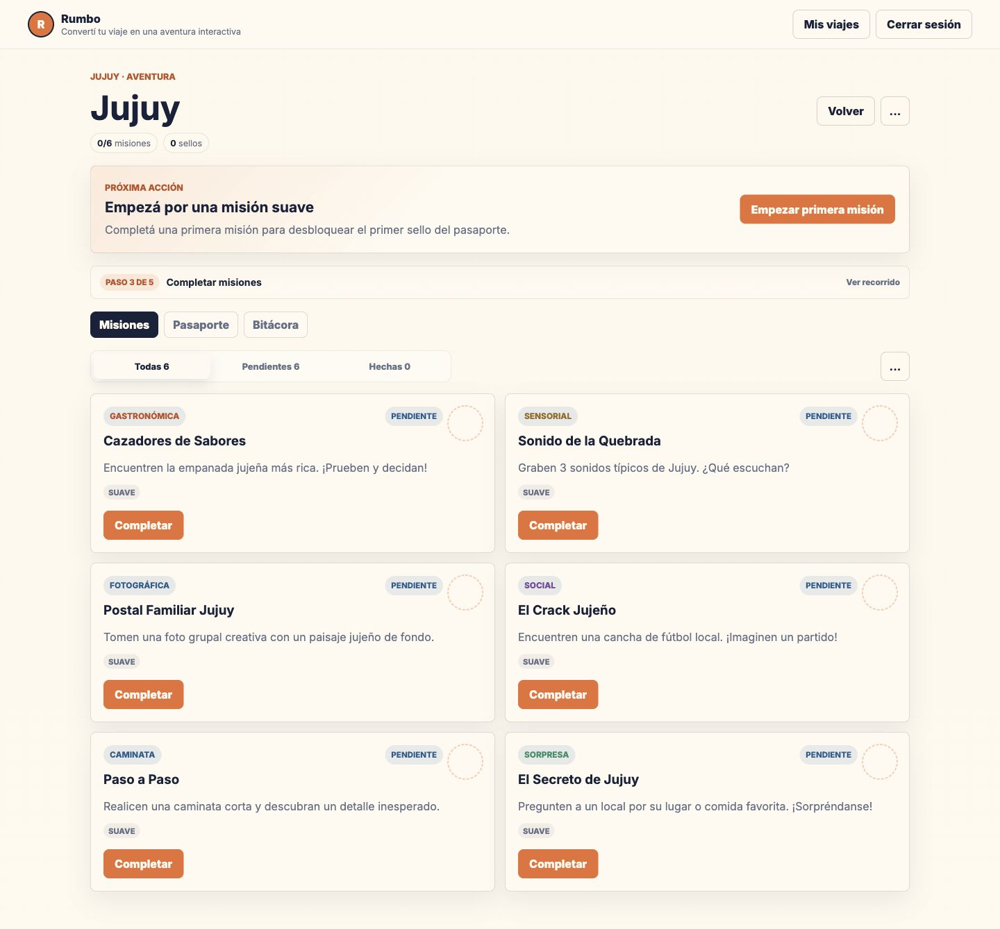 R
Rumbo
Convertí tu viaje en una aventura interactiva
Mis viajes
Cerrar sesión
JUJUY · AVENTURA
Jujuy
Volver
...
0/6 misiones
0 sellos
PRÓXIMA ACCIÓN
Empezá por una misión suave
Completá una primera misión para desbloquear el primer sello del pasaporte.
Empezar primera misión
PASO 3 DE 5
Completar misiones
Ver recorrido
Misiones
Pasaporte
Bitácora
Todas 6
Pendientes 6
Hechas 0
...
GASTRONÓMICA
PENDIENTE
Cazadores de Sabores
Encuentren la empanada jujeña más rica. ¡Prueben y decidan!
SUAVE
Completar
SENSORIAL
PENDIENTE
Sonido de la Quebrada
Graben 3 sonidos típicos de Jujuy. ¿Qué escuchan?
SUAVE
Completar
FOTOGRÁFICA
PENDIENTE
Postal Familiar Jujuy
Tomen una foto grupal creativa con un paisaje jujeño de fondo.
SUAVE
Completar
SOCIAL
PENDIENTE
El Crack Jujeño
Encuentren una cancha de fútbol local. ¡Imaginen un partido!
SUAVE
Completar
CAMINATA
PENDIENTE
Paso a Paso
Realicen una caminata corta y descubran un detalle inesperado.
SUAVE
Completar
SORPRESA
PENDIENTE
El Secreto de Jujuy
Pregunten a un local por su lugar o comida favorita. ¡Sorpréndanse!
SUAVE
Completar